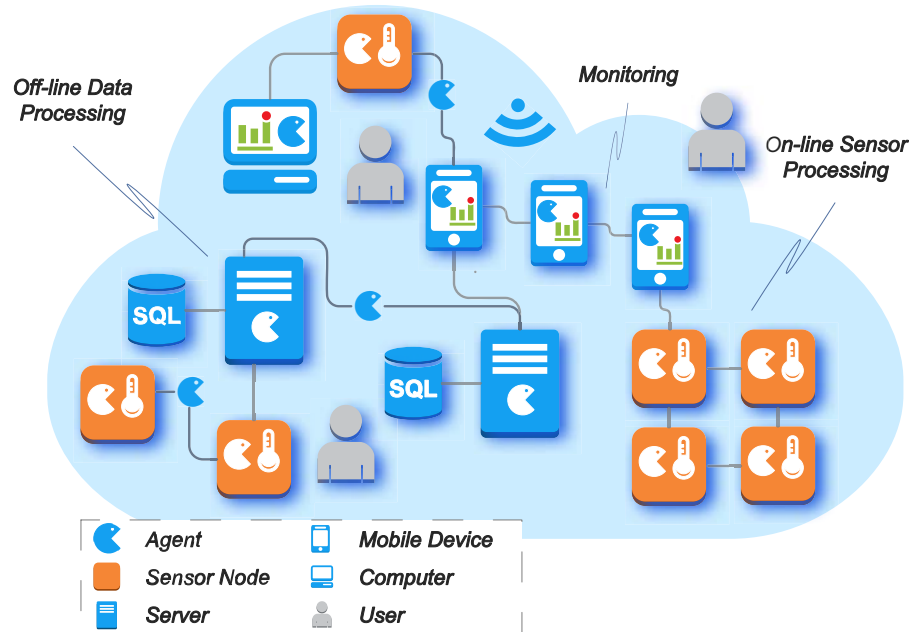 Off-line Data
Processing
Monitoring
On-line Sensor
Processing
SQL
SQL
Agent
Mobile Device
Sensor Node
Computer
Server
User